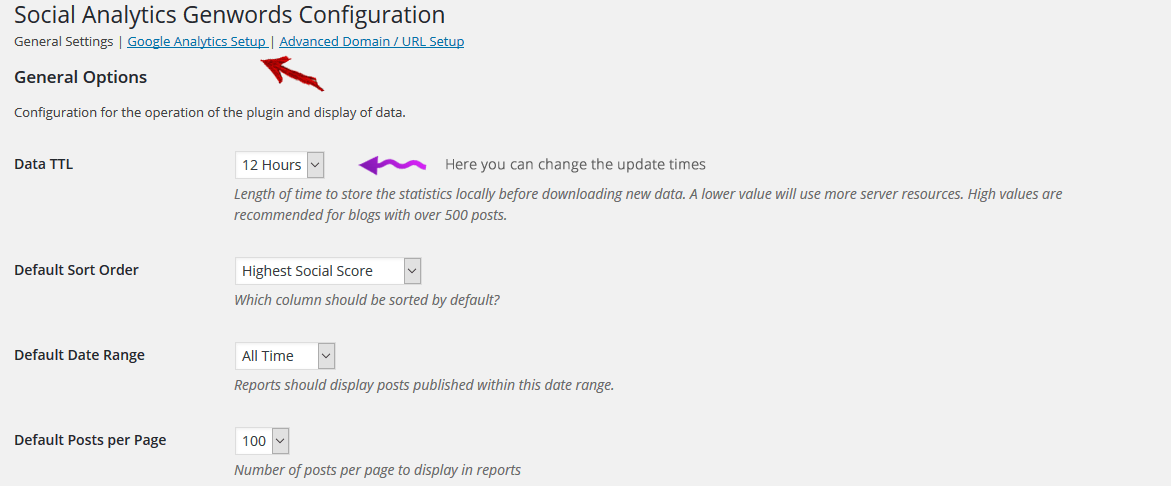 Social Analytics Genwords Configuration
General Settings | Google Analytics Setup | Advanced Domain / URL Setup
General Options
Configuration for the operation of the plugin and display of data.
Data TTL
12 Hours
Here you can change the update times
Length of time to store the statistics locally before downloading new data. A lower value will use more server resources. High values are
recommended for blogs with over 500 posts.
Default Sort Order
Highest Social Score
Which column should be sorted by default?
Default Date Range
All Time
Reports should display posts published within this date range.
Default Posts per Page
100
Number of posts per page to display in reports